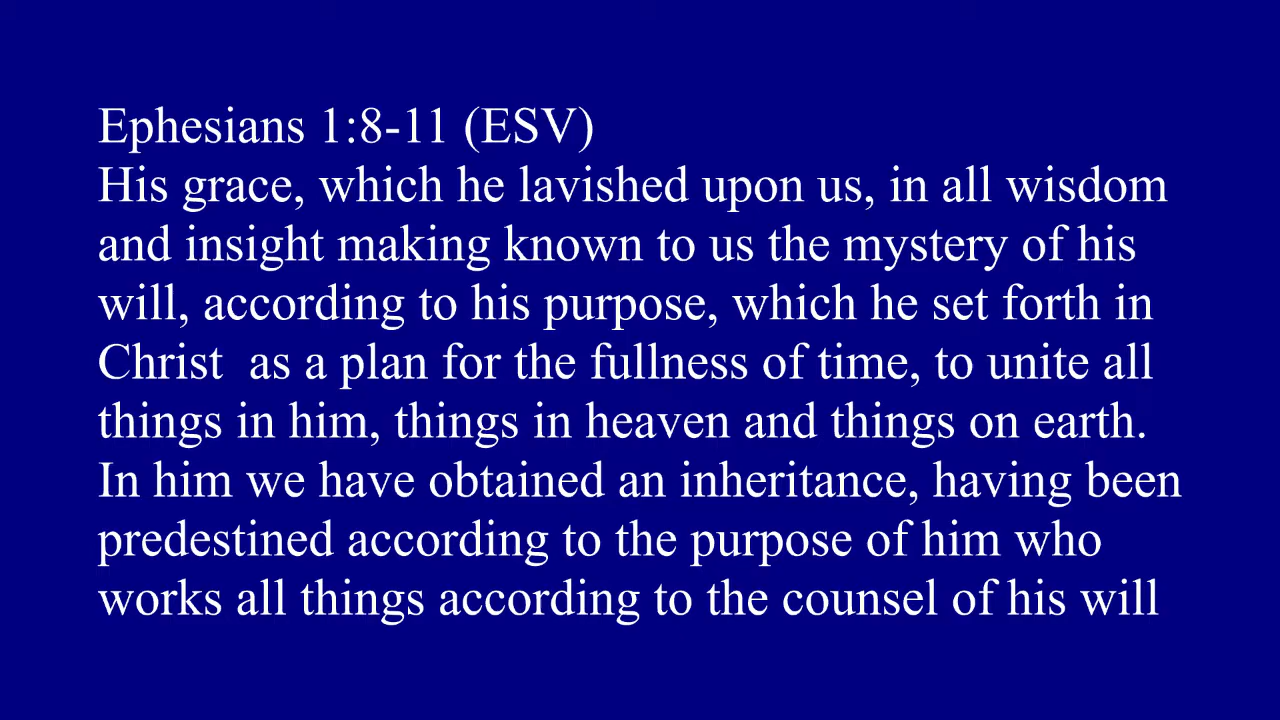 Ephesians 1:8-11 (ESV)
His grace, which he lavished upon us, in all wisdom
and insight making known to us the mystery of his
will, according to his purpose, which he set forth in
Christ  as a plan for the fullness of time, to unite all
things in him, things in heaven and things on earth.
In him we have obtained an inheritance, having been
predestined according to the purpose of him who
works all things according to the counsel of his will